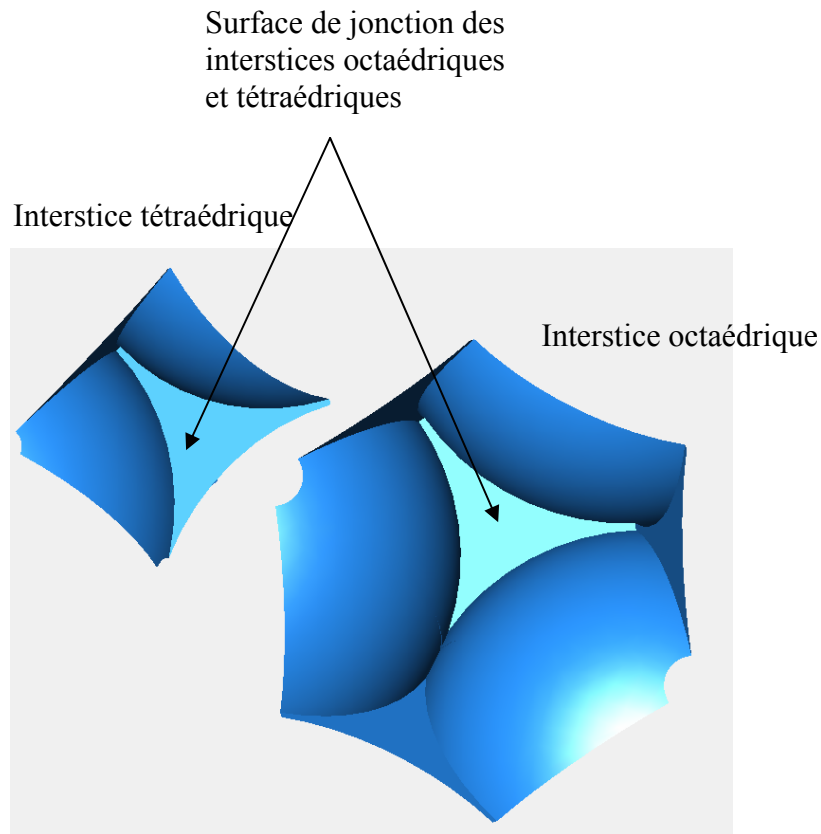 Surface de jonction des
interstices octaédriques
et tétraédriques
Interstice tétraédrique
Interstice octaédrique